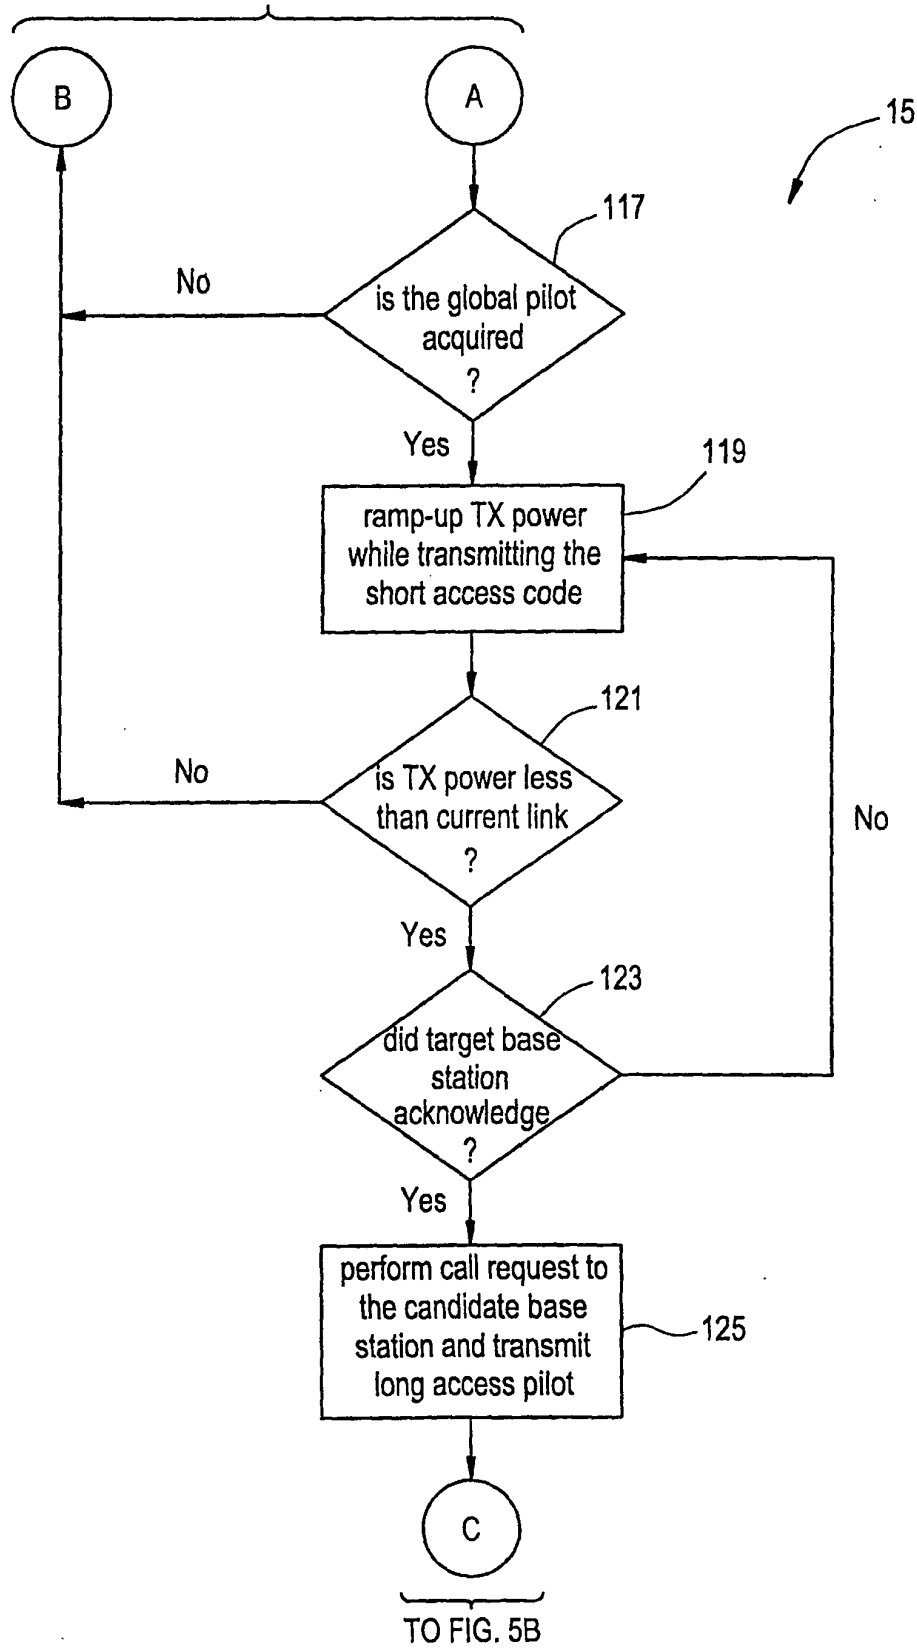 B
A
15
117
No
is the global pilot
acquired
?
Yes
119
ramp-up TX power
while transmitting the
short access code
121
No
is TX power less
than current link
?
No
Yes
123
did target base
station
acknowledge
?
Yes
perform call request to
the candidate base
station and transmit
long access pilot
125
C
TO FIG. 5B